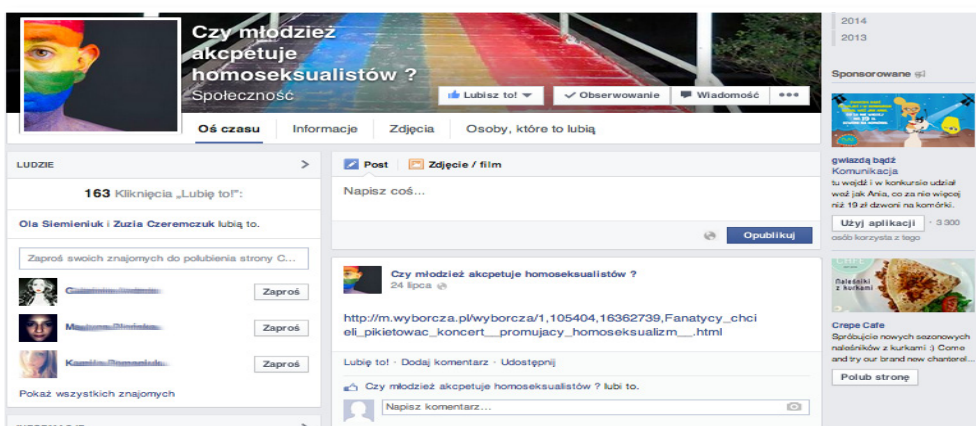 Czy młodzież
akcpetuje
homoseksualistów ?
Społeczność
Lubisz to!
Obserwowanie
Wiadomość
Oś czasu
Informacje
Zdjęcia
Osoby, które to lubią
LUDZIE
163 Kliknięcia „Lubię to!":
Ola Siemieniuk i Zuzia Czeremczuk lubią to.
Zaproś swoich znajomych do polubienia strony C...
Zaproś
Zaproś
Zaproś
Pokaż wszystkich znajomych
Post
Zdjęcie / film
Napisz coś...
Opublikuj
Czy młodzież akcpetuje homoseksualistów ?
24 lipca
http://m.wyborcza.pl/wyborcza/1,105404,16362739,Fanatycy_chci
eli_pikietowac_koncert__promujacy_homoseksualizm__.html
Lubię to! · Dodaj komentarz · Udostępnij
Czy młodzież akcpetuje homoseksualistów ? lubi to.
Napisz komentarz...
2014
2013
Sponsorowane
gwiazdą bądź
Komunikacja
tu wejdź i w konkursie udział
weź jak Ania, co za nie więcej
niż 19 zł dzwoni na komórki.
Użyj aplikacji · 3 300
osób korzysta z tego
Naleśniki
z kurkami
Crepe Cafe
Spróbujcie nowych sezonowych
naleśników z kurkami :) Come
and try our brand new chanterel...
Polub stronę